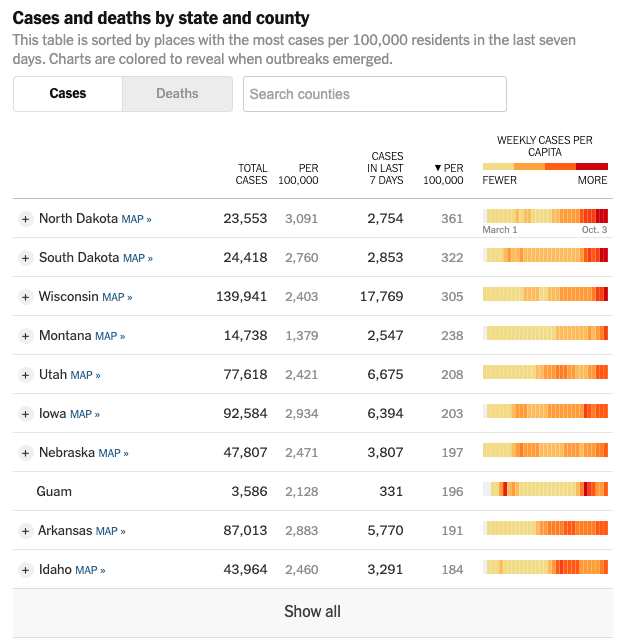 Cases and deaths by state and county
This table is sorted by places with the most cases per 100,000 residents in the last seven
days. Charts are colored to reveal when outbreaks emerged.
Cases Deaths Search counties
WEEKLY CASES PER
CAPITA
TOTAL
CASES
PER
100,000
CASES
IN LAST
7 DAYS
▼ PER
100,000
FEWER MORE
+ North Dakota MAP » 23,553 3,091 2,754 361
March 1 Oct. 3
+ South Dakota MAP » 24,418 2,760 2,853 322
+ Wisconsin MAP » 139,941 2,403 17,769 305
+ Montana MAP » 14,738 1,379 2,547 238
+ Utah MAP » 77,618 2,421 6,675 208
+ Iowa MAP » 92,584 2,934 6,394 203
+ Nebraska MAP » 47,807 2,471 3,807 197
Guam 3,586 2,128 331 196
+ Arkansas MAP » 87,013 2,883 5,770 191
+ Idaho MAP » 43,964 2,460 3,291 184
Show all